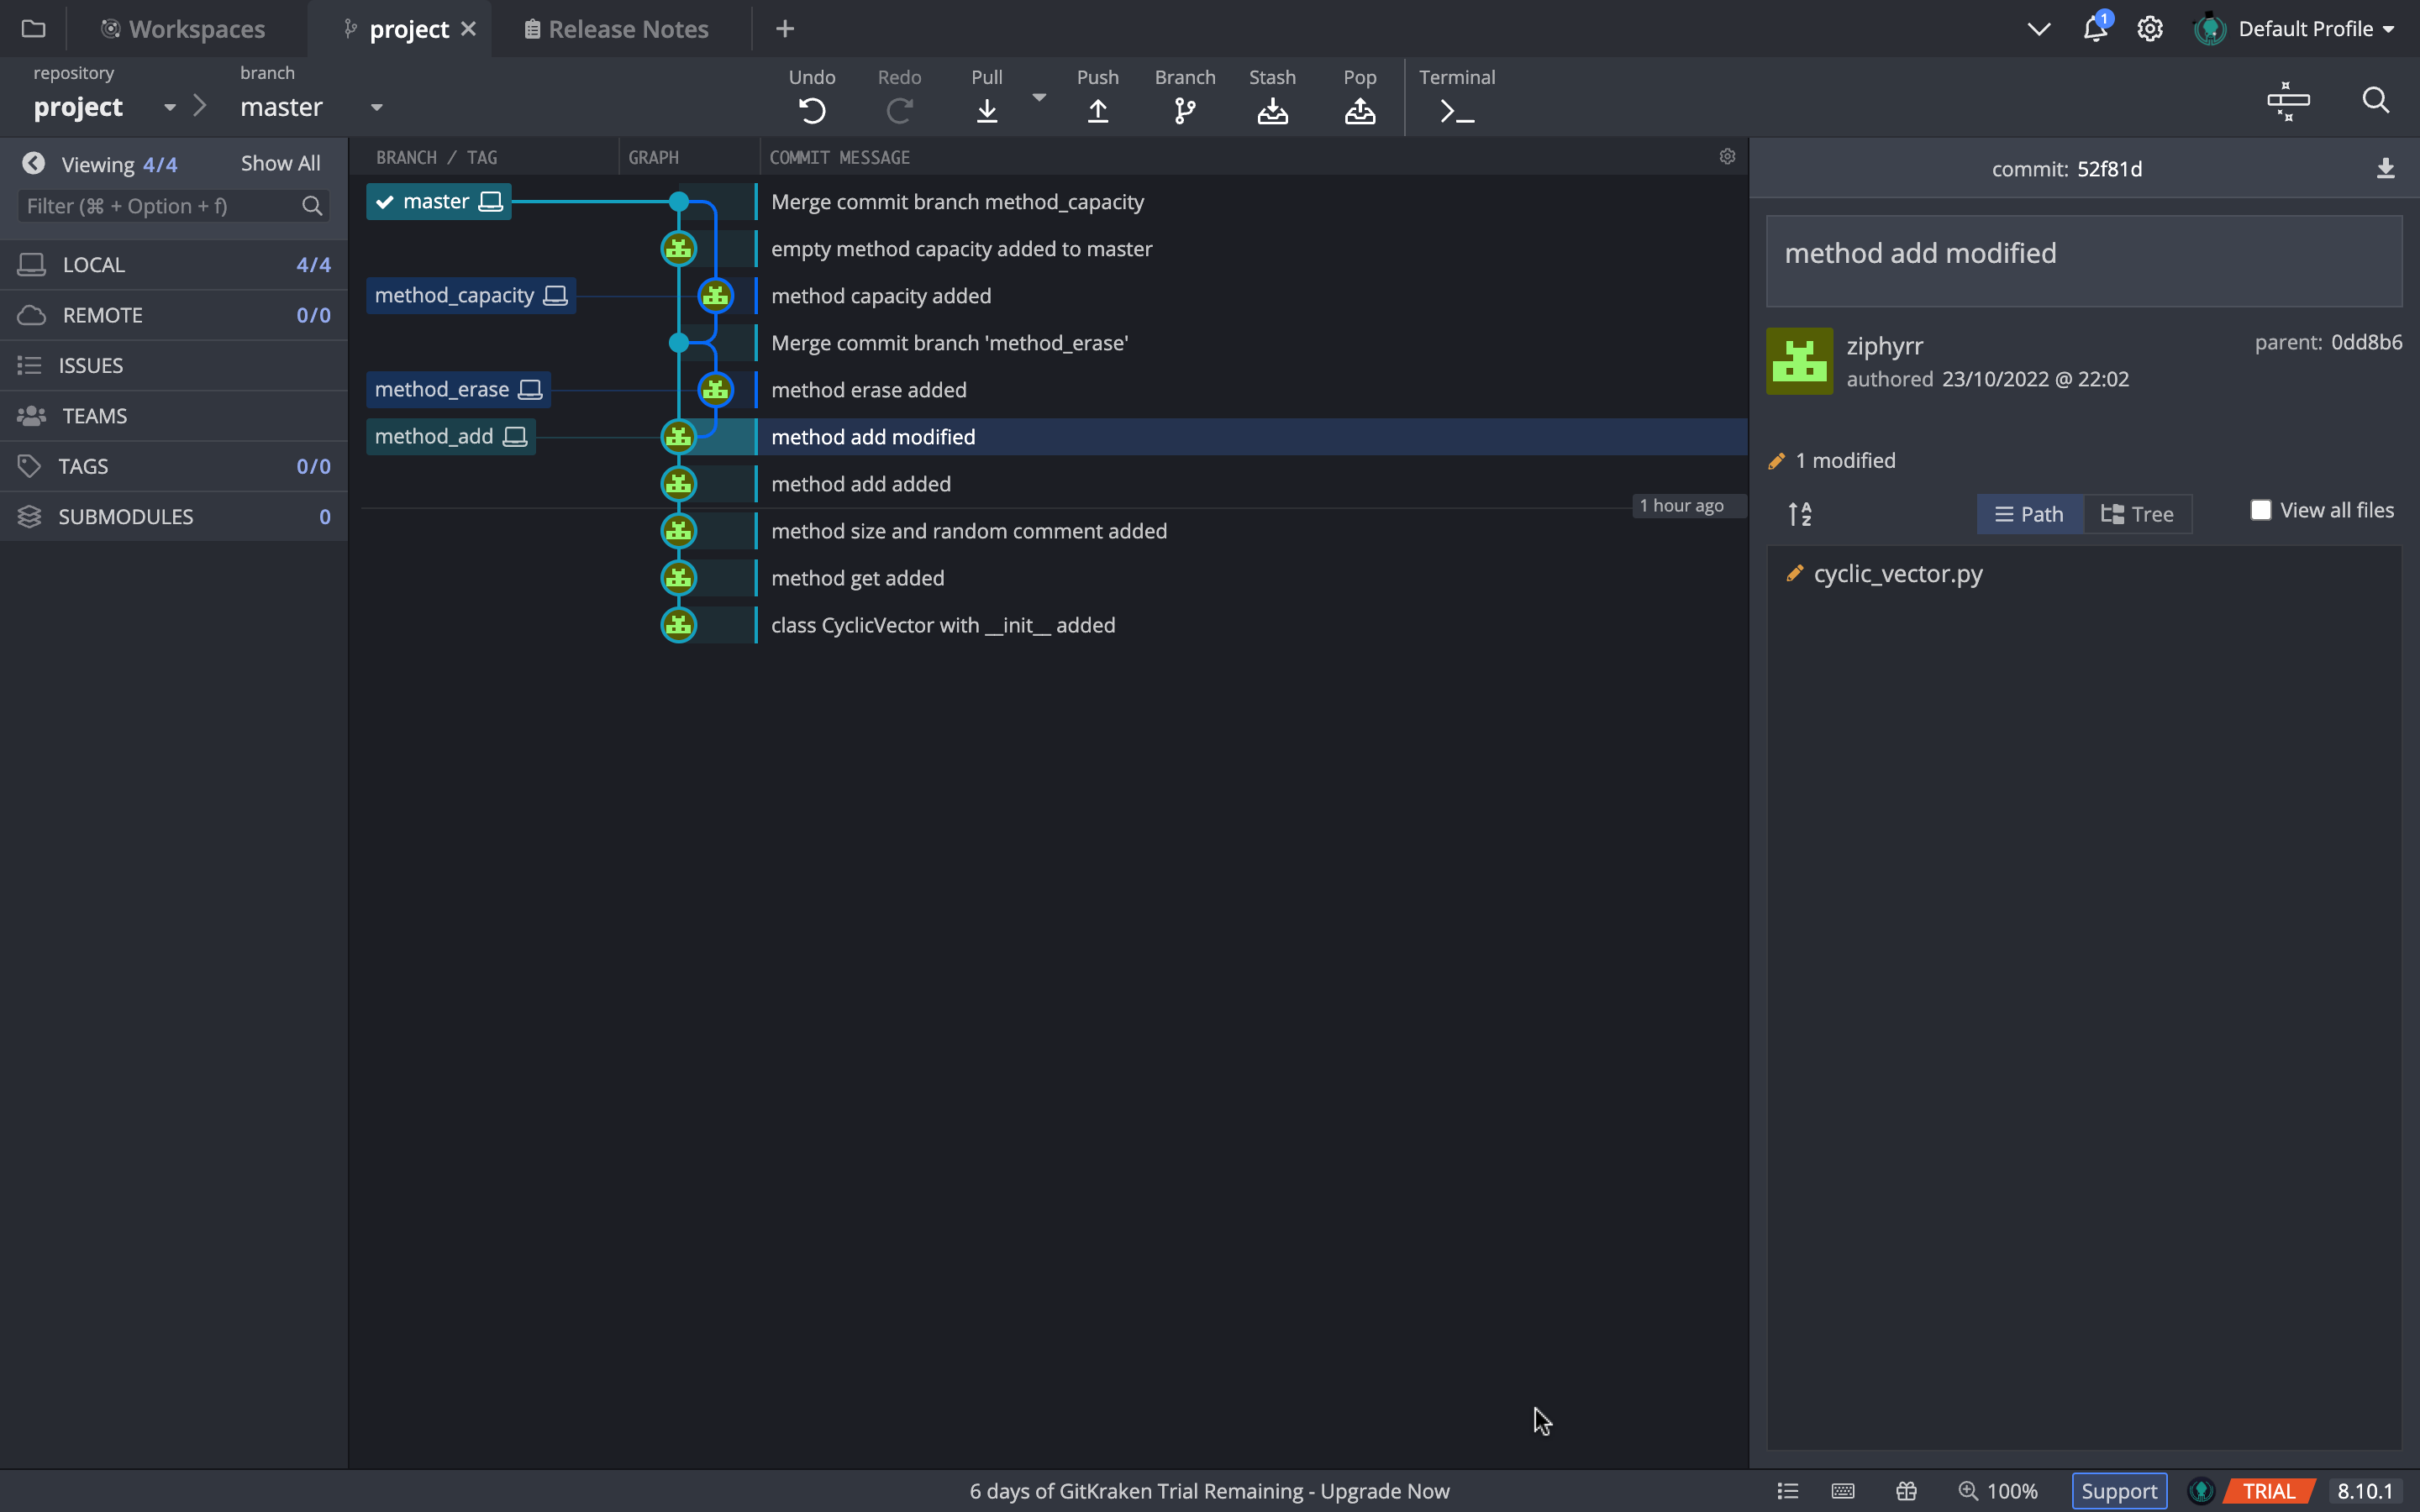 Workspaces
project
Release Notes
1
Default Profile
repository
project
branch
master
Undo
Redo
Pull
Push
Branch
Stash
Pop
Terminal
Viewing 4/4
Show All
Filter (⌘ + Option + f)
LOCAL 4/4
REMOTE 0/0
ISSUES
TEAMS
TAGS 0/0
SUBMODULES 0
BRANCH / TAG
GRAPH
COMMIT MESSAGE
master
Merge commit branch method_capacity
empty method capacity added to master
method_capacity
method capacity added
Merge commit branch 'method_erase'
method_erase
method erase added
method_add
method add modified
method add added
1 hour ago
method size and random comment added
method get added
class CyclicVector with __init__ added
commit: 52f81d
method add modified
ziphyrr
authored 23/10/2022 @ 22:02
parent: 0dd8b6
1 modified
A
Z
Path
Tree
View all files
cyclic_vector.py
6 days of GitKraken Trial Remaining - Upgrade Now
100%
Support
TRIAL
8.10.1